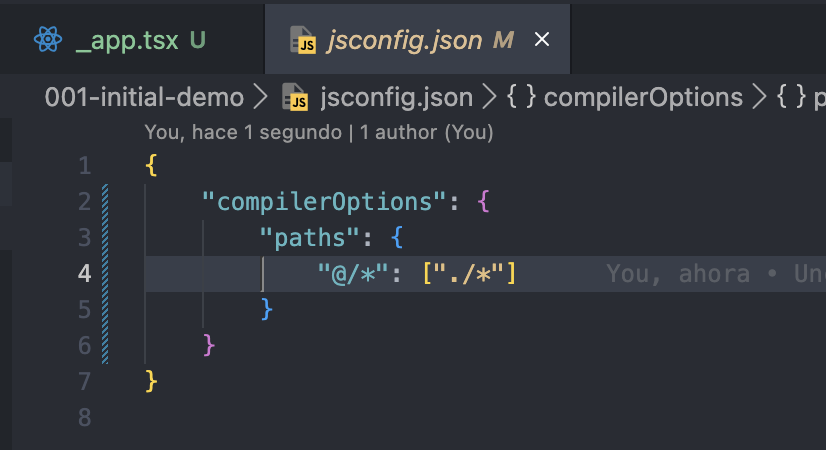 _app.tsx U
JS jsconfig.json M ×
001-initial-demo > JS jsconfig.json > { } compilerOptions > { } p
You, hace 1 segundo | 1 author (You)
1 {
2 "compilerOptions": {
3 "paths": {
4 "@/*": ["./*"] You, ahora • Un
5 }
6 }
7 }
8